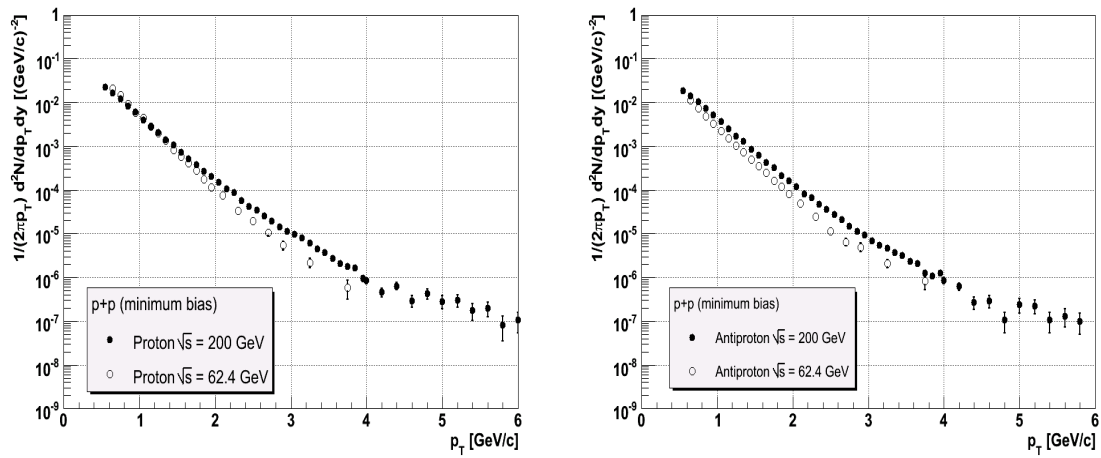 1/(2πp_T) d²N/dp_T dy [(GeV/c)⁻²]
1
10⁻¹
10⁻²
10⁻³
10⁻⁴
10⁻⁵
10⁻⁶
10⁻⁷
10⁻⁸
10⁻⁹
p+p (minimum bias)
Proton √s = 200 GeV
Proton √s = 62.4 GeV
0 1 2 3 4 5 6
p_T [GeV/c]
1/(2πp_T) d²N/dp_T dy [(GeV/c)⁻²]
1
10⁻¹
10⁻²
10⁻³
10⁻⁴
10⁻⁵
10⁻⁶
10⁻⁷
10⁻⁸
10⁻⁹
p+p (minimum bias)
Antiproton √s = 200 GeV
Antiproton √s = 62.4 GeV
0 1 2 3 4 5 6
p_T [GeV/c]